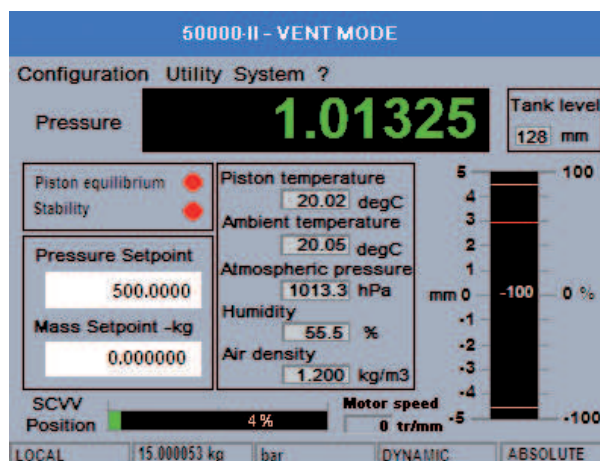 50000-II - VENT MODE
Configuration Utility System ?
Pressure 1.01325
Tank level
128 mm
Piston equilibrium
Stability
Pressure Setpoint
500.0000
Mass Setpoint -kg
0.000000
Piston temperature
20.02 degC
Ambient temperature
20.05 degC
Atmospheric pressure
1013.3 hPa
Humidity
55.5 %
Air density
1.200 kg/m3
5 100
4
3
2
1
mm 0 -100 0 %
-1
-2
-3
-4
-5 -100
SCVV
Position 4%
Motor speed
0 tr/mm
LOCAL 15.000053 kg bar DYNAMIC ABSOLUTE